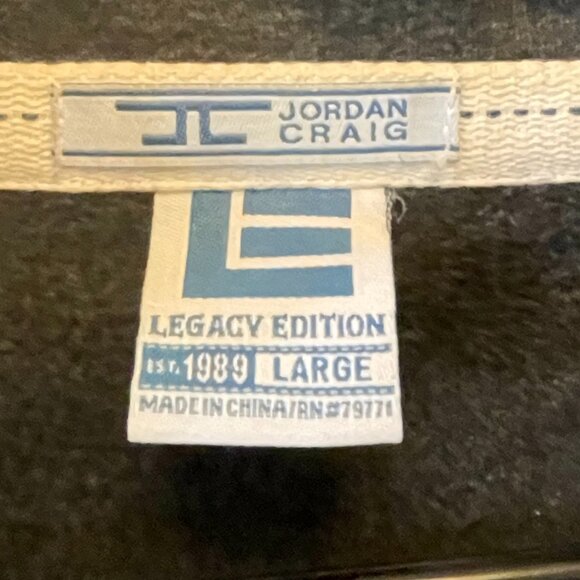 JORDAN
CRAIG
LEGACY EDITION
EST. 1989 LARGE
MADE IN CHINA/RN#79771